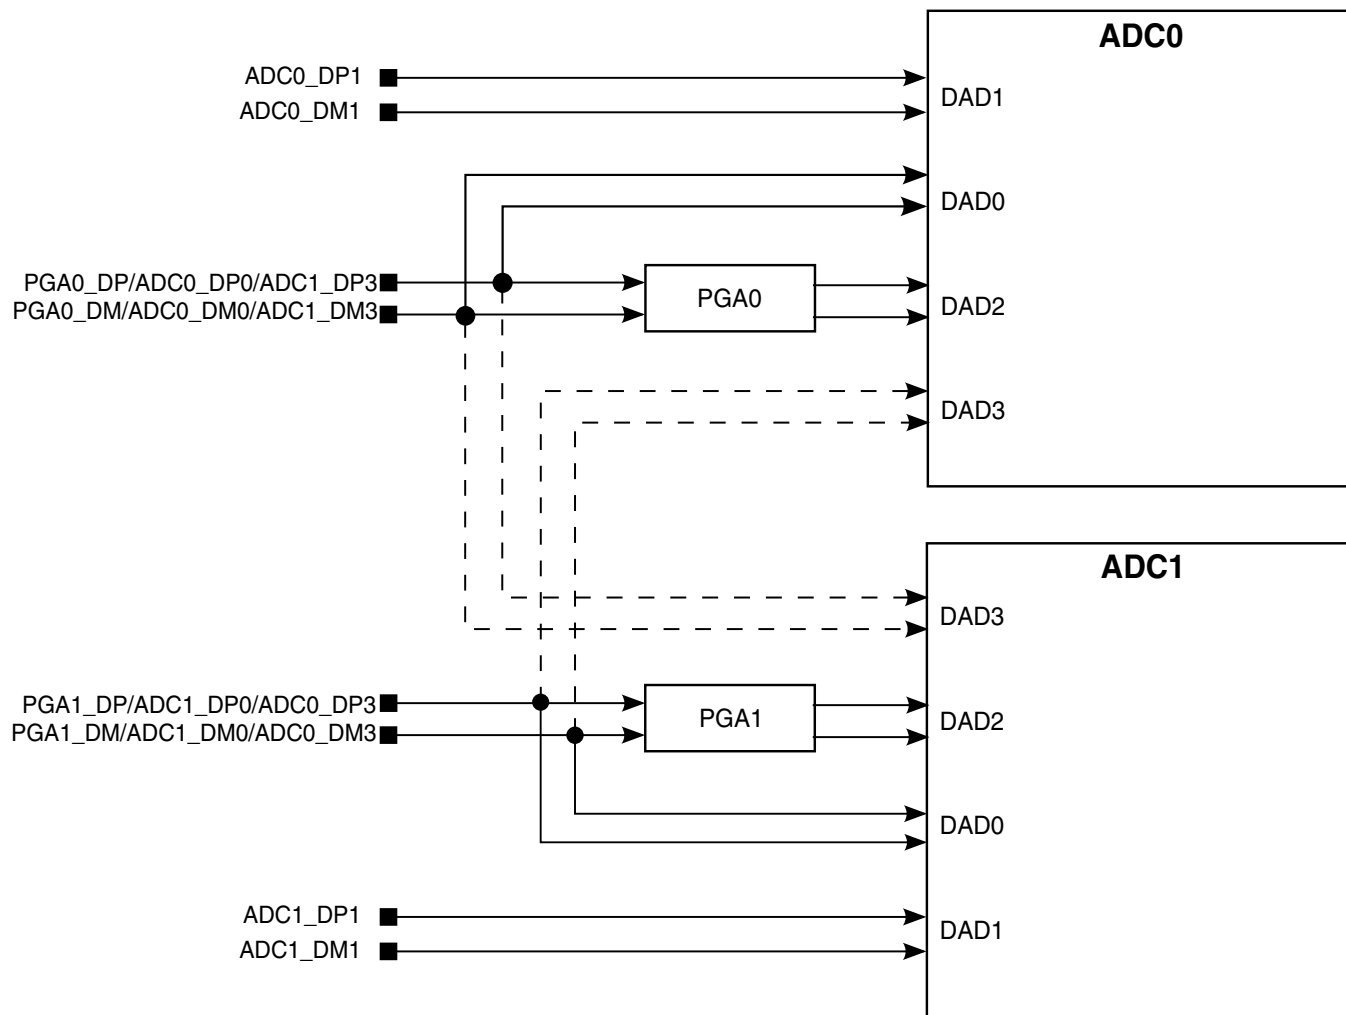 ADC0
ADC0_DP1
ADC0_DM1
DAD1
DAD0
PGA0_DP/ADC0_DP0/ADC1_DP3
PGA0_DM/ADC0_DM0/ADC1_DM3
PGA0
DAD2
DAD3
ADC1
DAD3
PGA1_DP/ADC1_DP0/ADC0_DP3
PGA1_DM/ADC1_DM0/ADC0_DM3
PGA1
DAD2
DAD0
ADC1_DP1
ADC1_DM1
DAD1